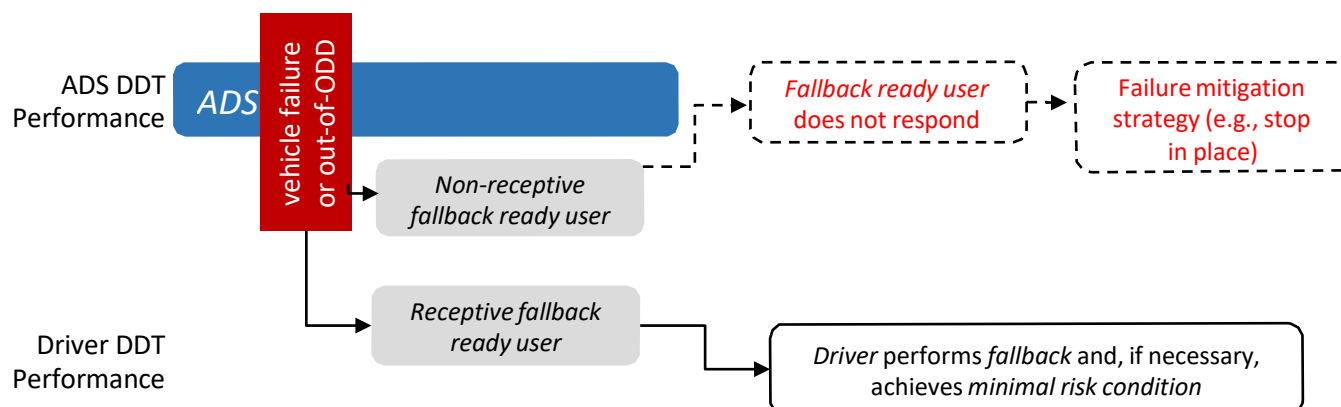 ADS DDT
Performance
ADS
vehicle failure
or out-of-ODD
Fallback ready user
does not respond
Failure mitigation
strategy (e.g., stop
in place)
Non-receptive
fallback ready user
Receptive fallback
ready user
Driver DDT
Performance
Driver performs fallback and, if necessary,
achieves minimal risk condition